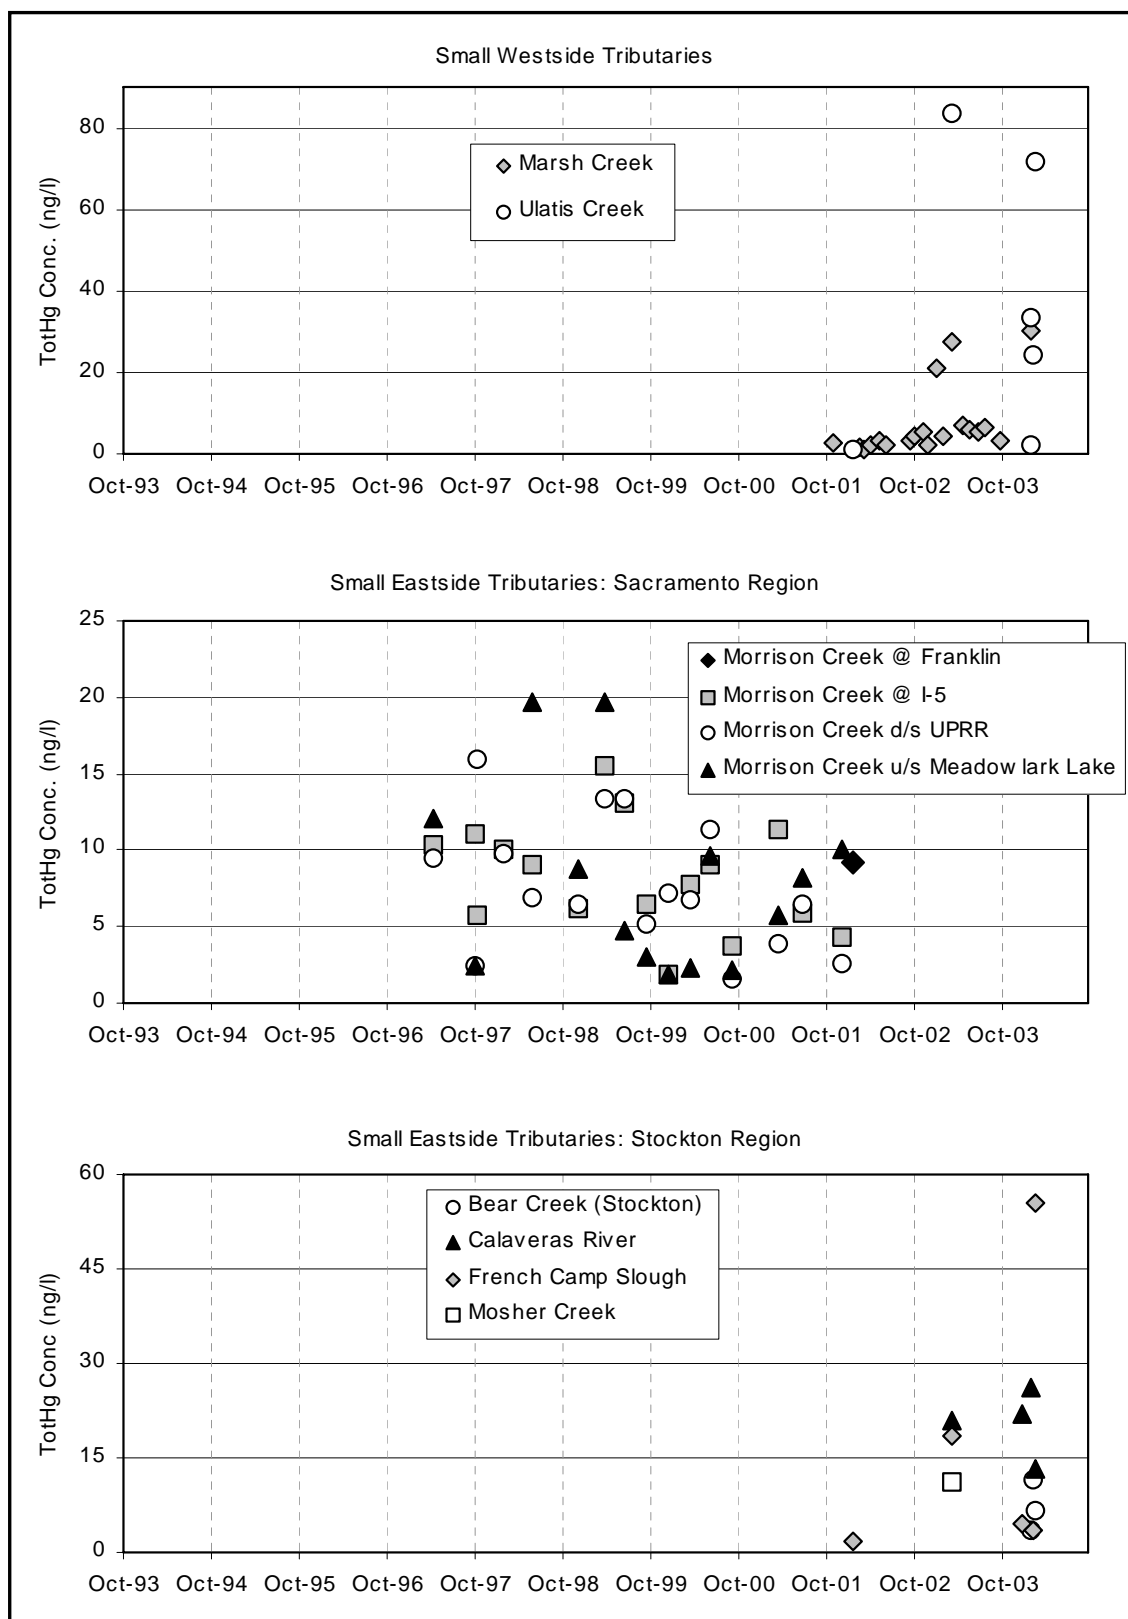 Small Westside Tributaries
TotHg Conc. (ng/l)
80
60
40
20
0
Marsh Creek
Ulatis Creek
Oct-93 Oct-94 Oct-95 Oct-96 Oct-97 Oct-98 Oct-99 Oct-00 Oct-01 Oct-02 Oct-03
Small Eastside Tributaries: Sacramento Region
TotHg Conc. (ng/l)
25
20
15
10
5
0
Morrison Creek @ Franklin
Morrison Creek @ I-5
Morrison Creek d/s UPRR
Morrison Creek u/s Meadow lark Lake
Oct-93 Oct-94 Oct-95 Oct-96 Oct-97 Oct-98 Oct-99 Oct-00 Oct-01 Oct-02 Oct-03
Small Eastside Tributaries: Stockton Region
TotHg Conc (ng/l)
60
45
30
15
0
Bear Creek (Stockton)
Calaveras River
French Camp Slough
Mosher Creek
Oct-93 Oct-94 Oct-95 Oct-96 Oct-97 Oct-98 Oct-99 Oct-00 Oct-01 Oct-02 Oct-03